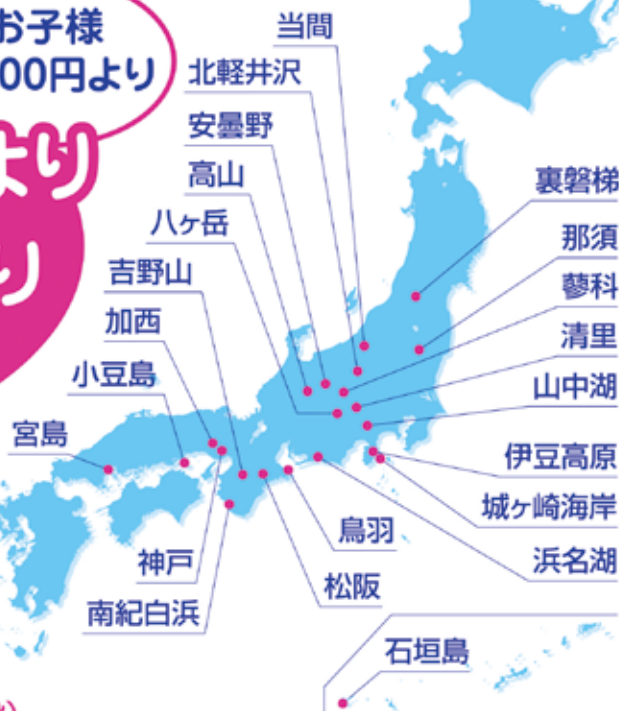 お子様
00円より
より
り
当間
北軽井沢
安曇野
高山
八ヶ岳
吉野山
加西
小豆島
宮島
神戸
南紀白浜
裏磐梯
那須
蓼科
清里
山中湖
伊豆高原
城ヶ崎海岸
浜名湖
鳥羽
松阪
石垣島